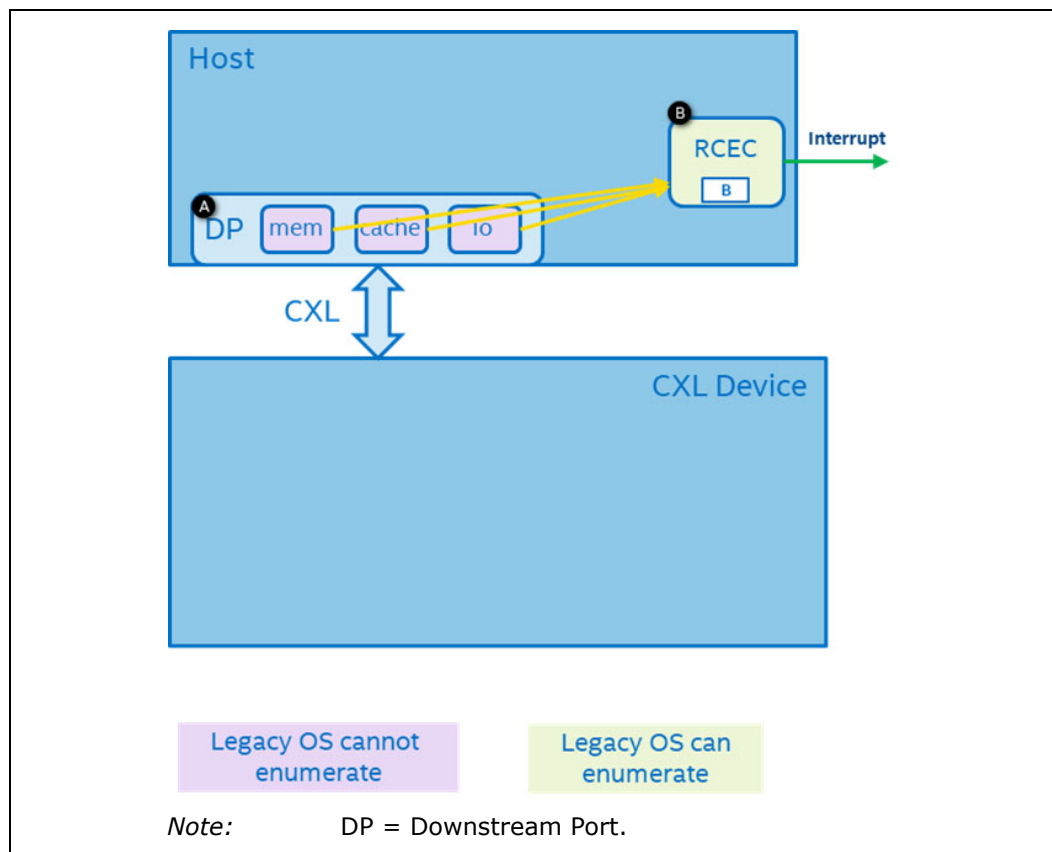 Host
B
RCEC
Interrupt
B
A
DP
mem
cache
io
CXL
CXL Device
Legacy OS cannot
enumerate
Legacy OS can
enumerate
Note: DP = Downstream Port.